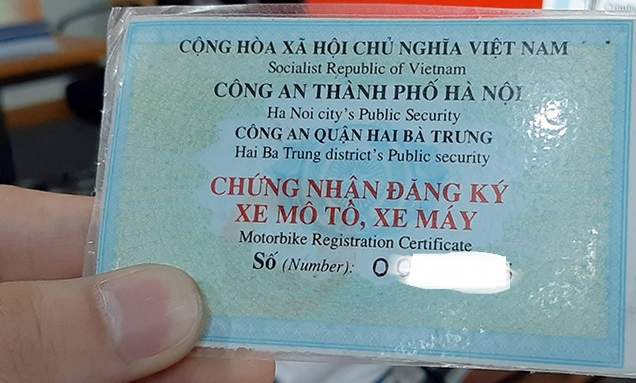 CỘNG HÒA XÃ HỘI CHỦ NGHĨA VIỆT NAM
Socialist Republic of Vietnam
CÔNG AN THÀNH PHỐ HÀ NỘI
Ha Noi city's Public Security
CÔNG AN QUẬN HAI BÀ TRƯNG
Hai Ba Trung district's Public security
CHỨNG NHẬN ĐĂNG KÝ
XE MÔ TÔ, XE MÁY
Motorbike Registration Certificate
Số (Number): 0